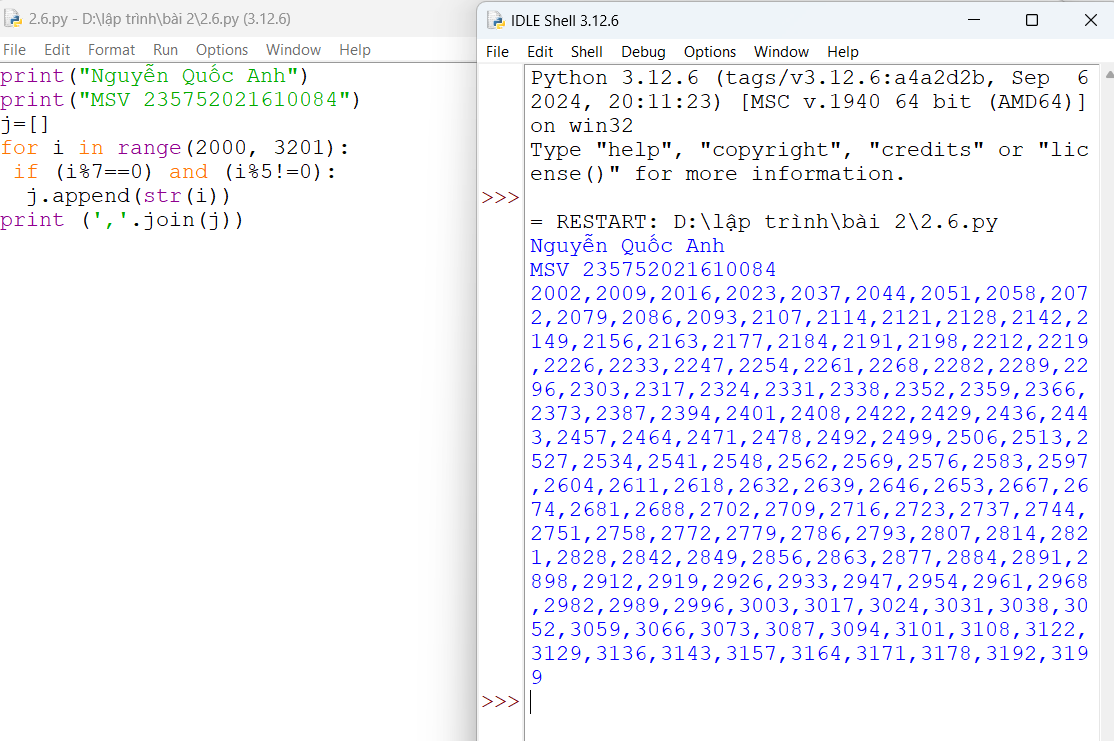 2.6.py - D:\lập trình\bài 2\2.6.py (3.12.6)
File Edit Format Run Options Window Help
print("Nguyễn Quốc Anh")
print("MSV 235752021610084")
j=[]
for i in range(2000, 3201):
 if (i%7==0) and (i%5!=0):
  j.append(str(i))
print (','.join(j))
IDLE Shell 3.12.6
File Edit Shell Debug Options Window Help
Python 3.12.6 (tags/v3.12.6:a4a2d2b, Sep  6
2024, 20:11:23) [MSC v.1940 64 bit (AMD64)]
on win32
Type "help", "copyright", "credits" or "lic
ense()" for more information.
>>>
= RESTART: D:\lập trình\bài 2\2.6.py
Nguyễn Quốc Anh
MSV 235752021610084
2002,2009,2016,2023,2037,2044,2051,2058,207
2,2079,2086,2093,2107,2114,2121,2128,2142,2
149,2156,2163,2177,2184,2191,2198,2212,2219
,2226,2233,2247,2254,2261,2268,2282,2289,22
96,2303,2317,2324,2331,2338,2352,2359,2366,
2373,2387,2394,2401,2408,2422,2429,2436,244
3,2457,2464,2471,2478,2492,2499,2506,2513,2
527,2534,2541,2548,2562,2569,2576,2583,2597
,2604,2611,2618,2632,2639,2646,2653,2667,26
74,2681,2688,2702,2709,2716,2723,2737,2744,
2751,2758,2772,2779,2786,2793,2807,2814,282
1,2828,2842,2849,2856,2863,2877,2884,2891,2
898,2912,2919,2926,2933,2947,2954,2961,2968
,2982,2989,2996,3003,3017,3024,3031,3038,30
52,3059,3066,3073,3087,3094,3101,3108,3122,
3129,3136,3143,3157,3164,3171,3178,3192,319
9
>>>